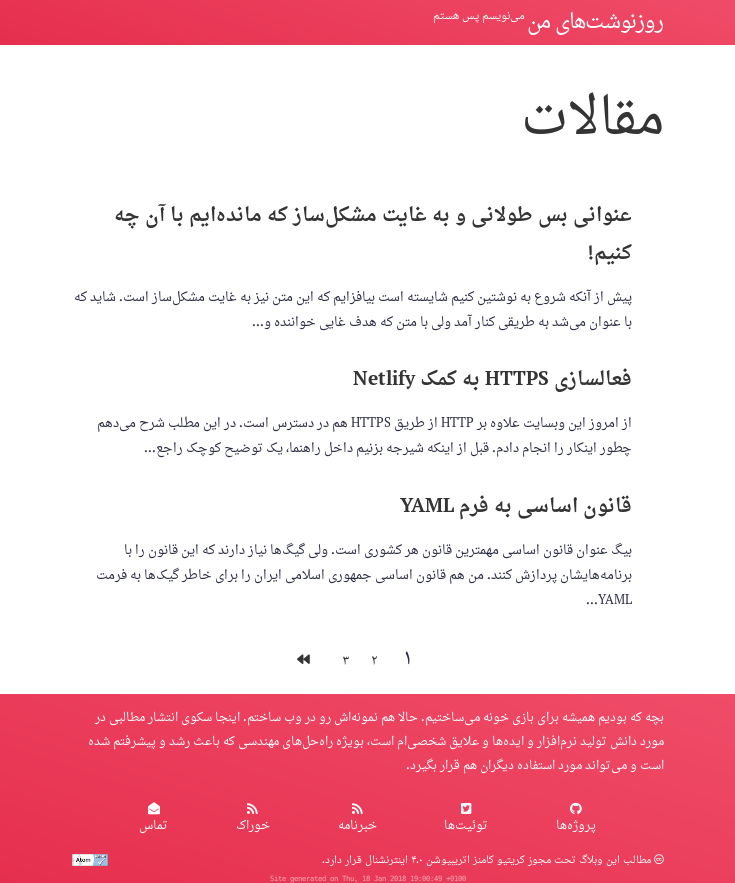 روزنوشت‌های من می‌نویسم پس هستم
مقالات
عنوانی بس طولانی و به غایت مشکل‌ساز که مانده‌ایم با آن چه
کنیم!
پیش از آنکه شروع به نوشتین کنیم شایسته است بیافزایم که این متن نیز به غایت مشکل‌ساز است. شاید که
با عنوان می‌شد به طریقی کنار آمد ولی با متن که هدف غایی خواننده و...
فعالسازی HTTPS به کمک Netlify
از امروز این وبسایت علاوه بر HTTP از طریق HTTPS هم در دسترس است. در این مطلب شرح می‌دهم
چطور اینکار را انجام دادم. قبل از اینکه شیرجه بزنیم داخل راهنما، یک توضیح کوچک راجع...
قانون اساسی به فرم YAML
بیگ عنوان قانون اساسی مهمترین قانون هر کشوری است. ولی گیگ‌ها نیاز دارند که این قانون را با
برنامه‌هایشان پردازش کنند. من هم قانون اساسی جمهوری اسلامی ایران را برای خاطر گیک‌ها به فرمت
YAML...
۱ ۲ ۳
بچه که بودیم همیشه برای بازی خونه می‌ساختیم. حالا هم نمونه‌اش رو در وب ساختم. اینجا سکوی انتشار مطالبی در
مورد دانش تولید نرم‌افزار و ایده‌ها و علایق شخصی‌ام است، بویژه راه‌حل‌های مهندسی که باعث رشد و پیشرفتم شده
است و می‌تواند مورد استفاده دیگران هم قرار بگیرد.
پروژه‌ها توئیت‌ها خبرنامه خوراک تماس
مطالب این وبلاگ تحت مجوز کریتیو کامنز اتریبیوشن ۴.۰ اینترنشنال قرار دارد. Atom
Site generated on Thu, 18 Jan 2018 19:00:49 +0100